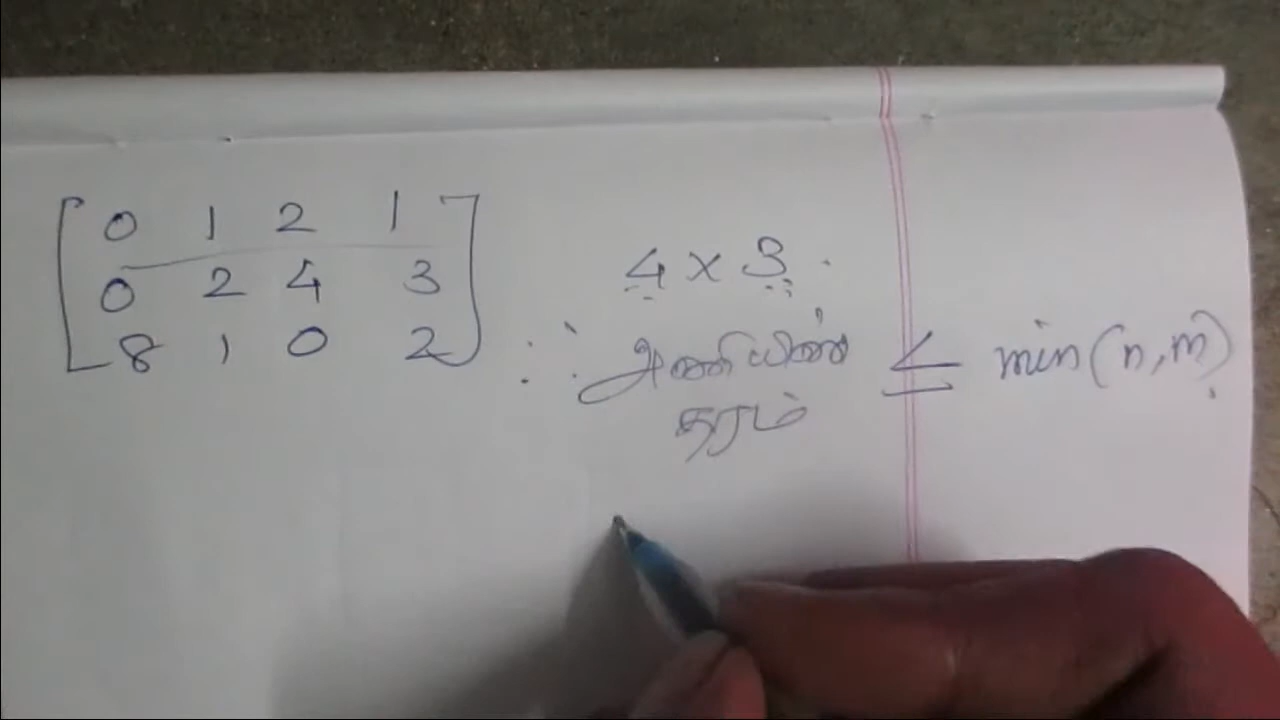 0 1 2 1
0 2 4 3
8 1 0 2
4 x 3
∴ அணியின் ≤ min(n,m)
தரம்